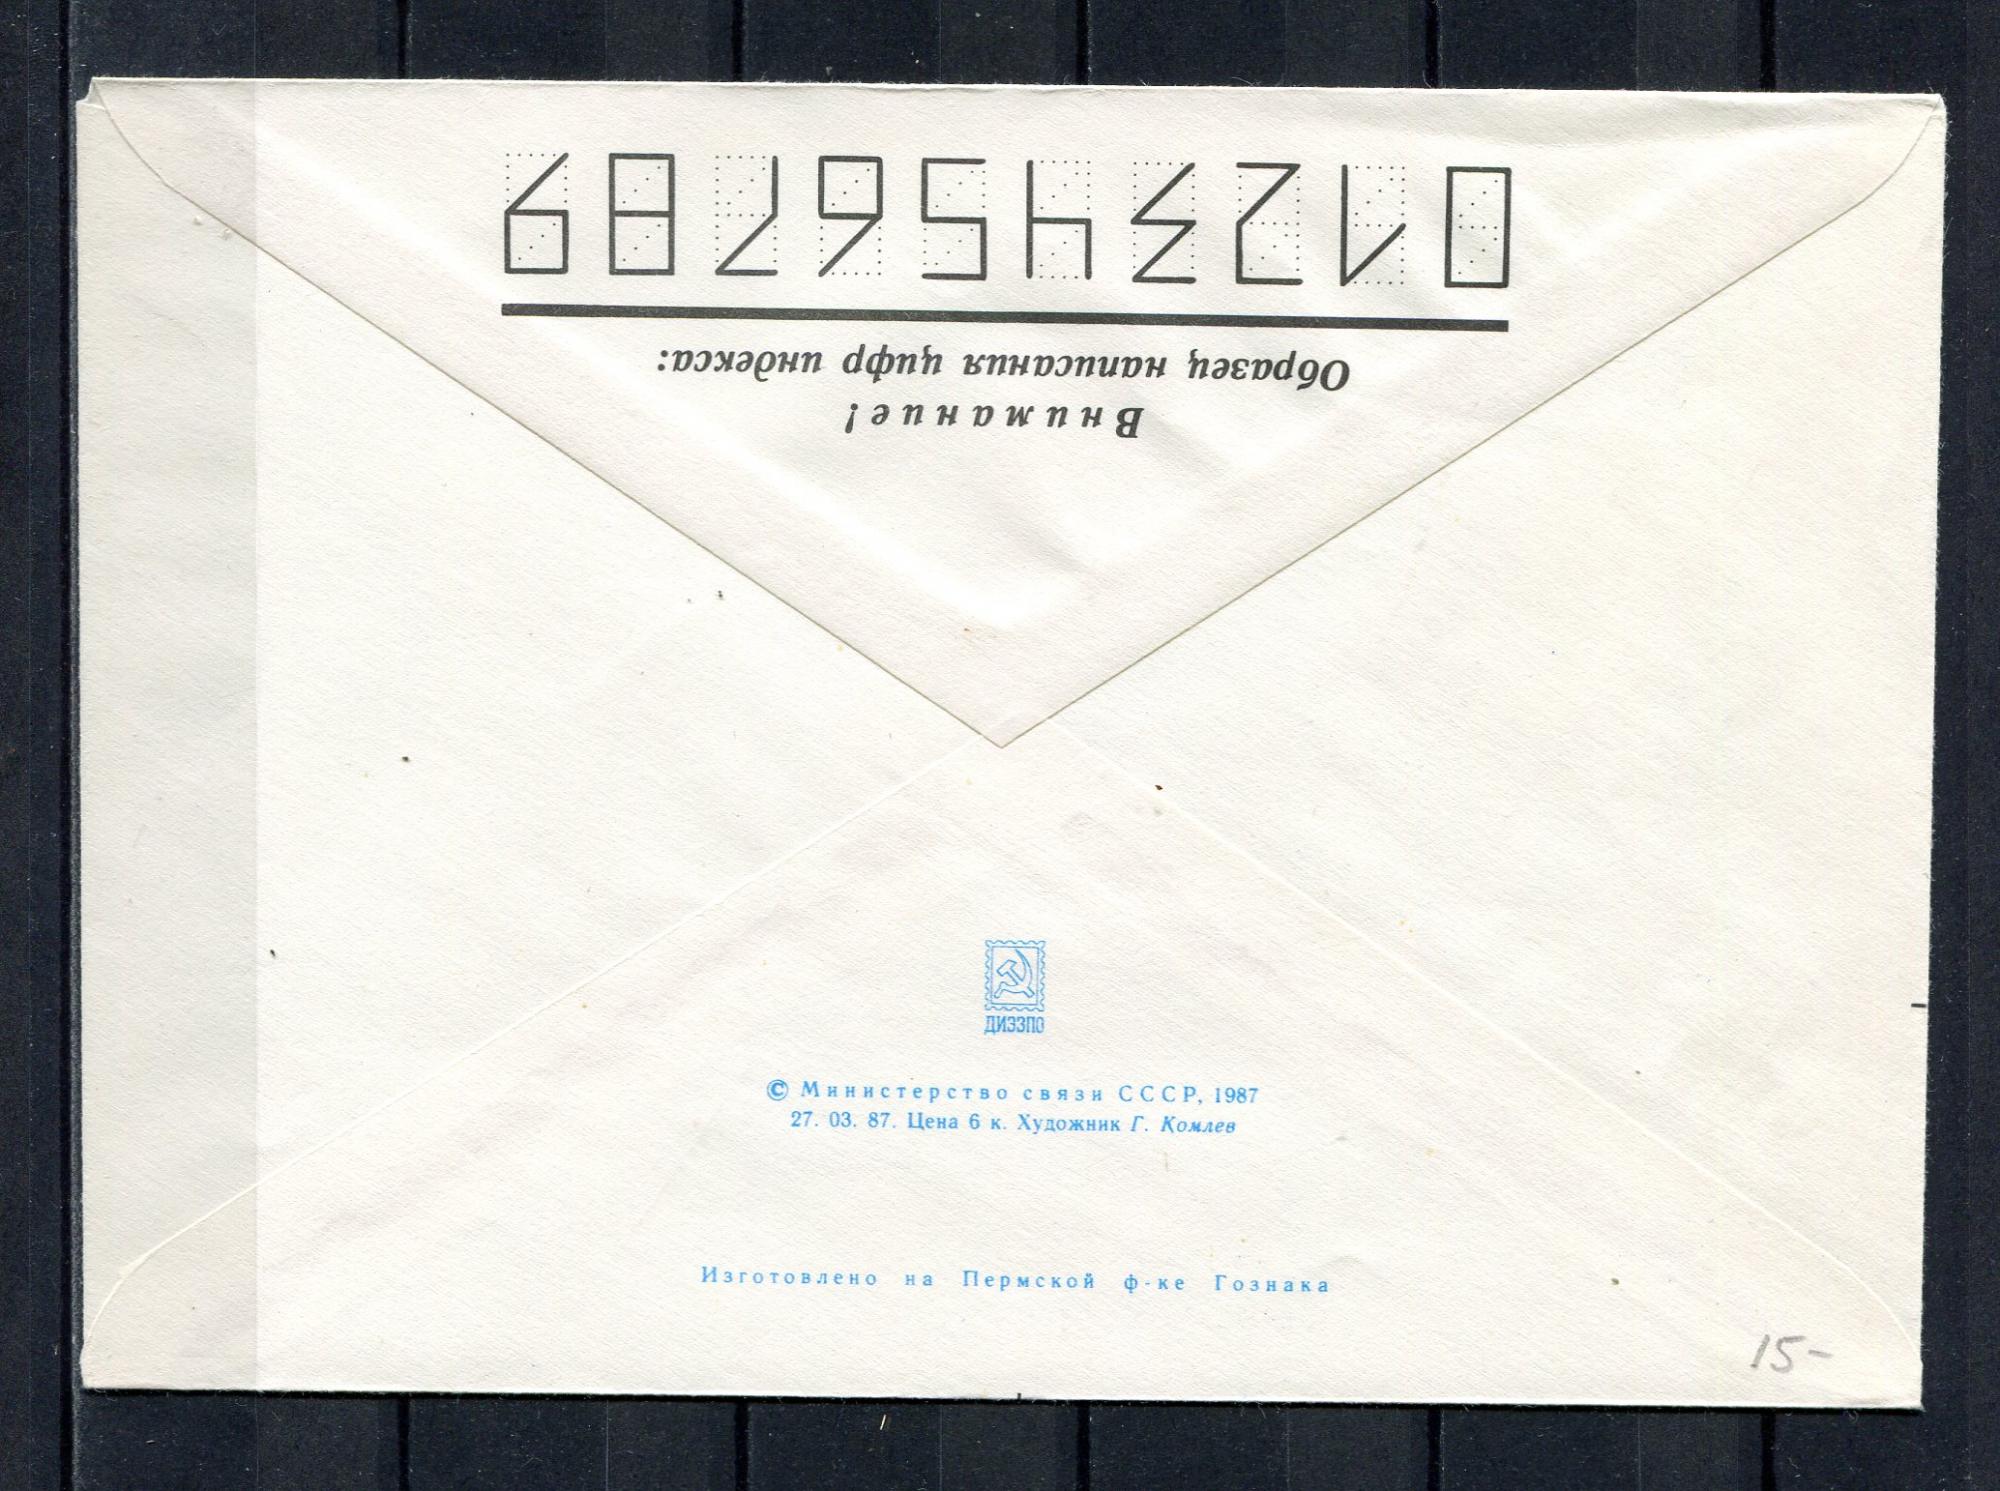 Внимание!
Образец написания цифр индекса:
0123456789
ДИЭЗПО
© Министерство связи СССР, 1987
27. 03. 87. Цена 6 к. Художник Г. Комлев
Изготовлено на Пермской ф-ке Гознака
15-